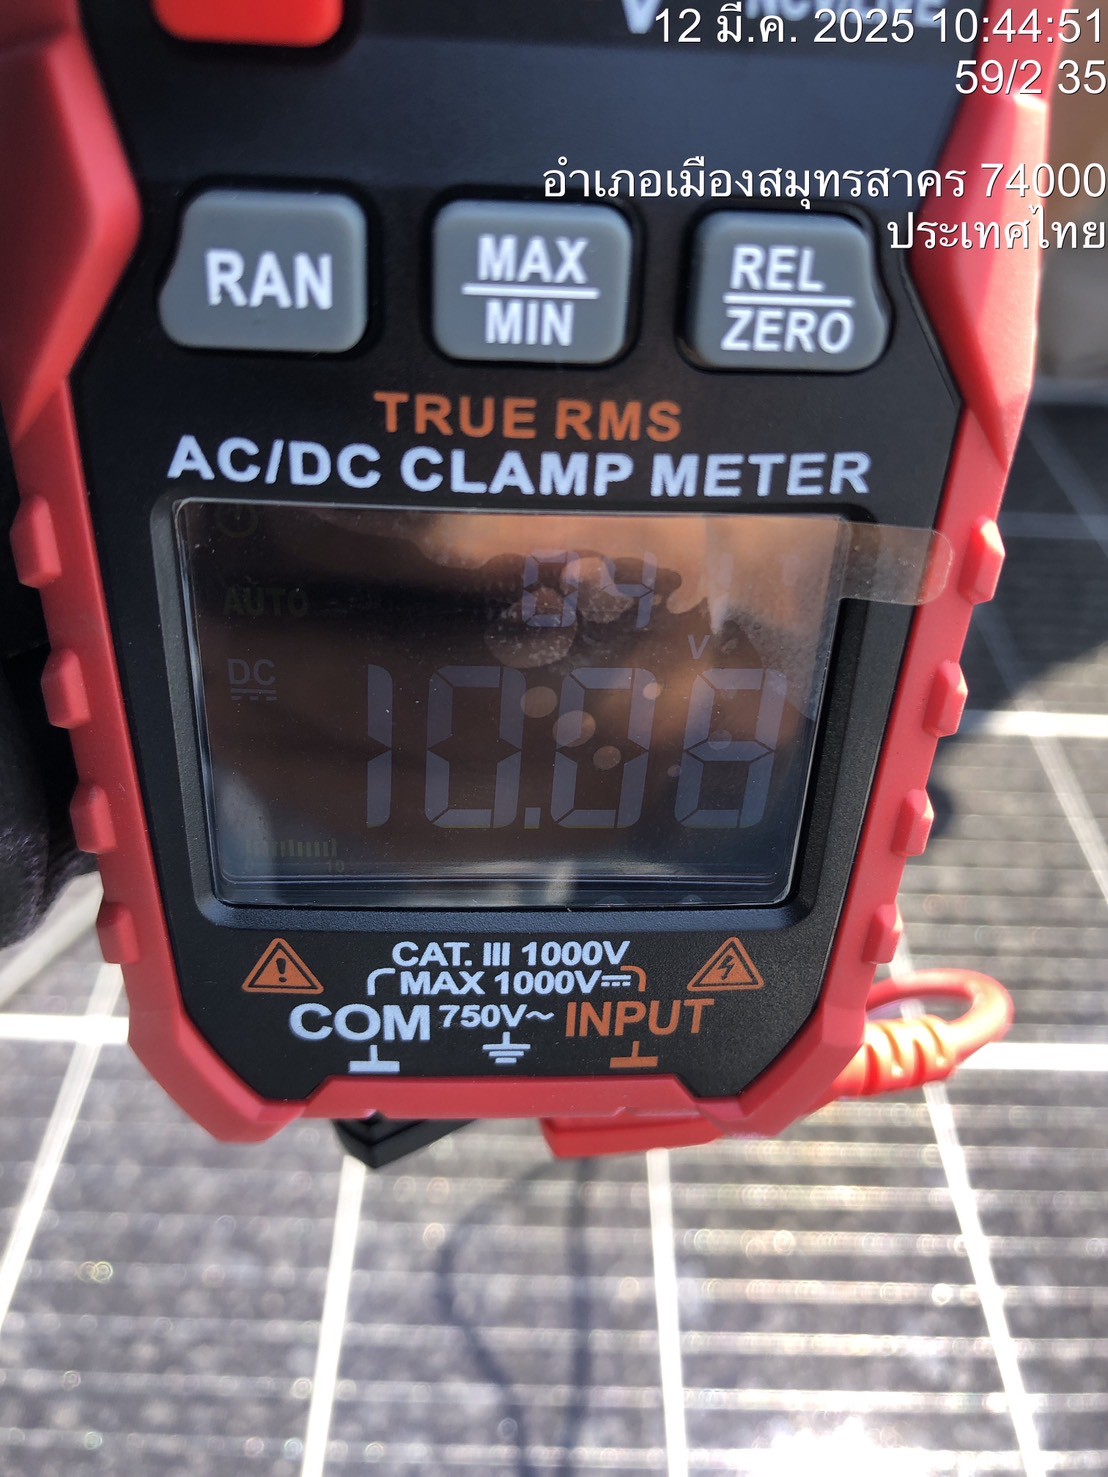 12 มี.ค. 2025 10:44:51
59/2 35
อำเภอเมืองสมุทรสาคร 74000
ประเทศไทย
RAN
MAX
MIN
REL
ZERO
TRUE RMS
AC/DC CLAMP METER
AUTO
04
V
DC
10.08
10
CAT. III 1000V
MAX 1000V
COM 750V~ INPUT